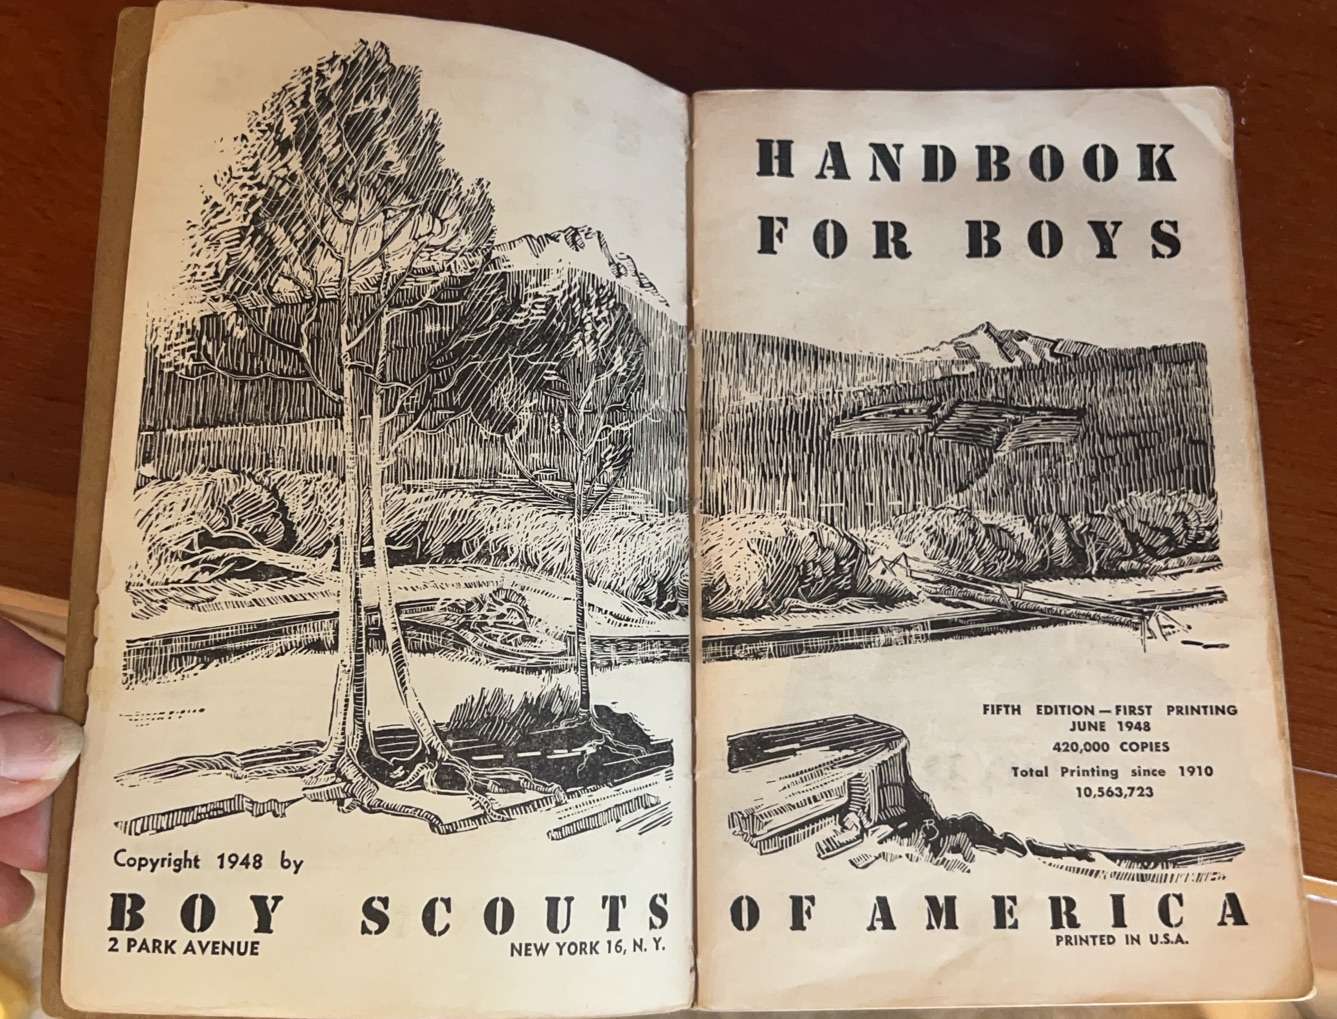 HANDBOOK
FOR BOYS
FIFTH EDITION—FIRST PRINTING
JUNE 1948
420,000 COPIES
Total Printing since 1910
10,563,723
Copyright 1948 by
BOY SCOUTS OF AMERICA
2 PARK AVENUE NEW YORK 16, N. Y. PRINTED IN U.S.A.